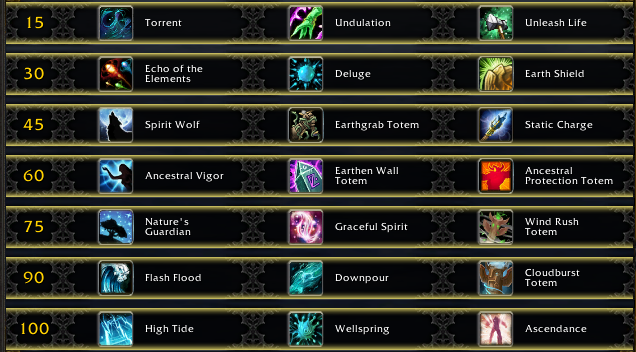 15 Torrent Undulation Unleash Life
30 Echo of the Elements Deluge Earth Shield
45 Spirit Wolf Earthgrab Totem Static Charge
60 Ancestral Vigor Earthen Wall Totem Ancestral Protection Totem
75 Nature's Guardian Graceful Spirit Wind Rush Totem
90 Flash Flood Downpour Cloudburst Totem
100 High Tide Wellspring Ascendance